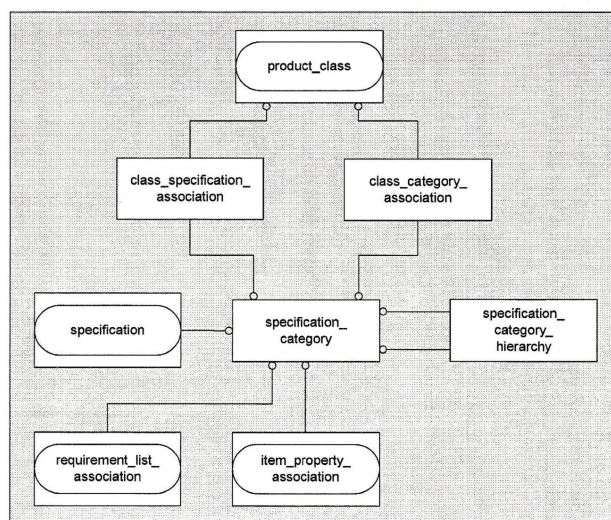 product_class
class_specification_
association
class_category_
association
specification
specification_
category
specification_
category_
hierarchy
requirement_list_
association
item_property_
association